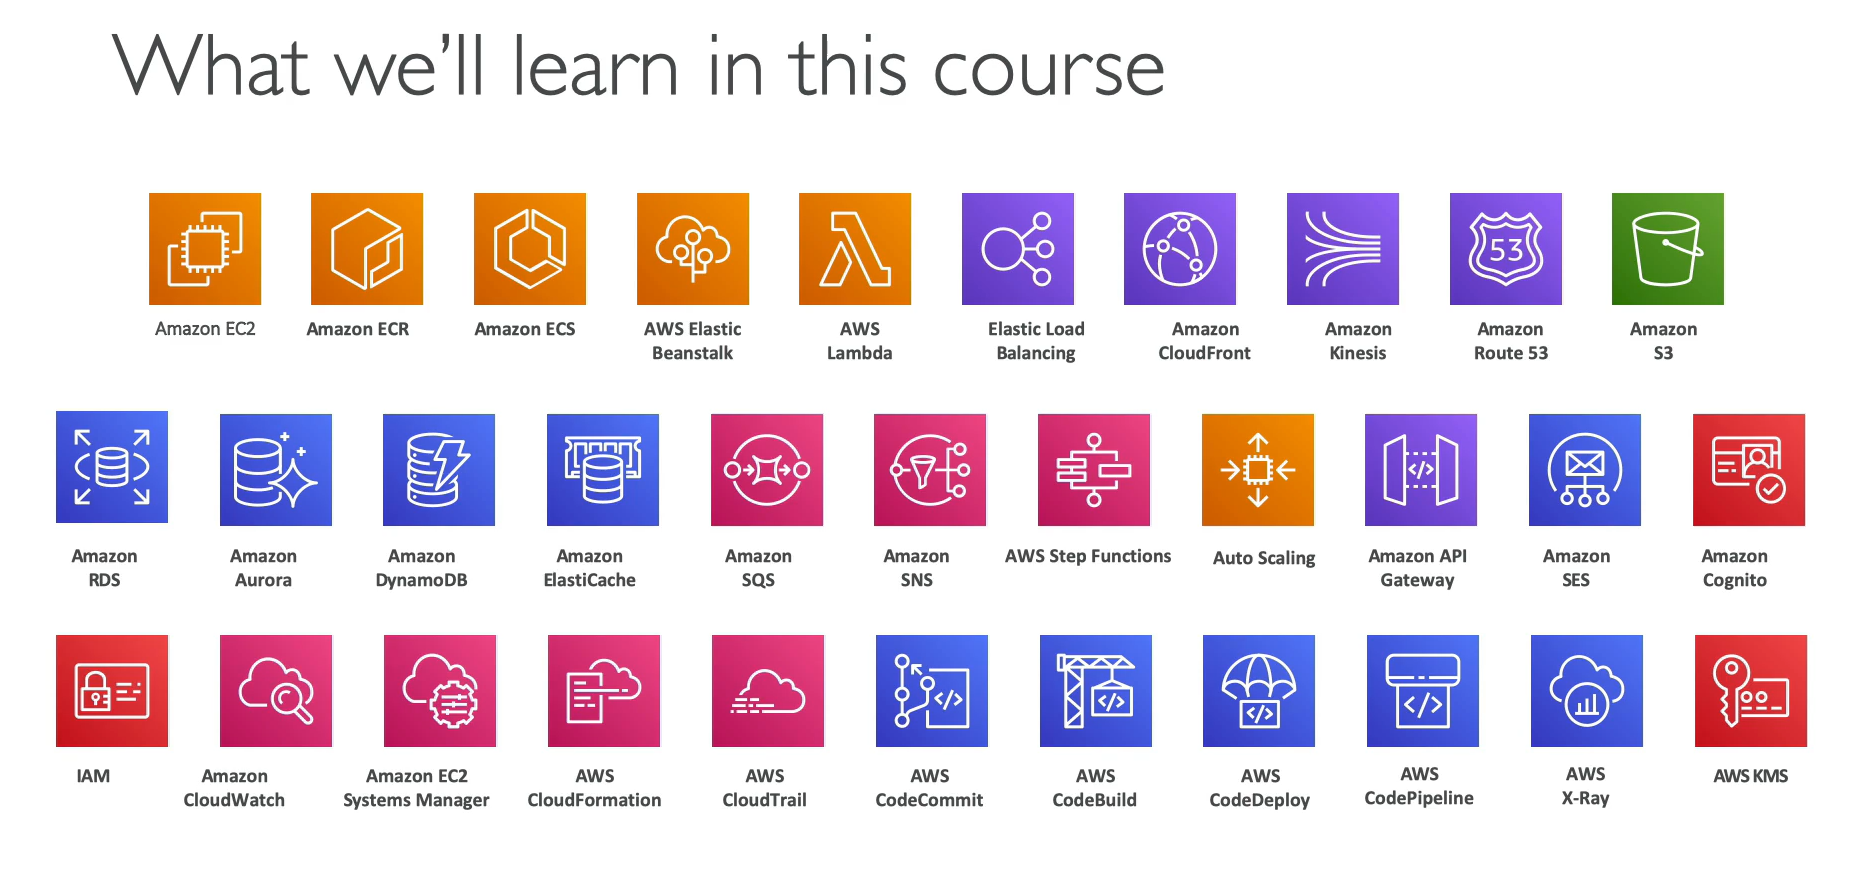 What we'll learn in this course
53
Amazon EC2
Amazon ECR
Amazon ECS
AWS Elastic
Beanstalk
AWS
Lambda
Elastic Load
Balancing
Amazon
CloudFront
Amazon
Kinesis
Amazon
Route 53
Amazon
S3
</>
Amazon
RDS
Amazon
Aurora
Amazon
DynamoDB
Amazon
ElastiCache
Amazon
SQS
Amazon
SNS
AWS Step Functions
Auto Scaling
Amazon API
Gateway
Amazon
SES
Amazon
Cognito
</>
</>
</>
</>
IAM
Amazon
CloudWatch
Amazon EC2
Systems Manager
AWS
CloudFormation
AWS
CloudTrail
AWS
CodeCommit
AWS
CodeBuild
AWS
CodeDeploy
AWS
CodePipeline
AWS
X-Ray
AWS KMS